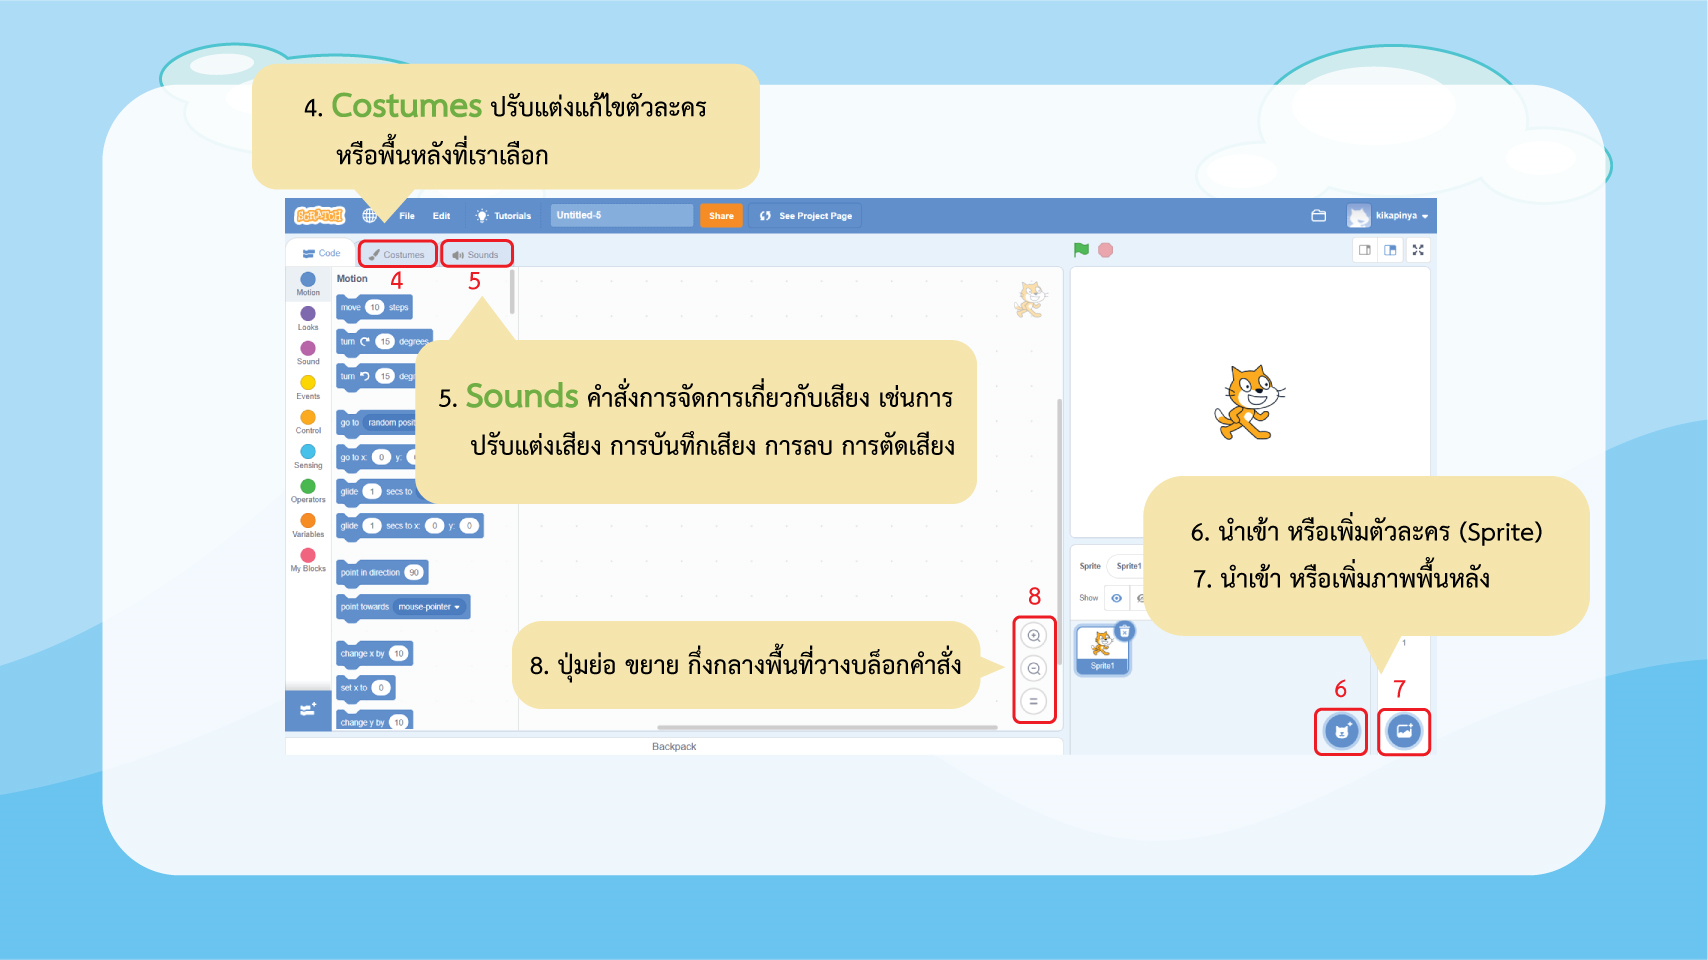 4. Costumes ปรับแต่งแก้ไขตัวละคร
หรือพื้นหลังที่เราเลือก
SCRATCH File Edit Tutorials Untitled-5 Share See Project Page kikapinya
Code Costumes Sounds
4 5
Motion
Motion
move 10 steps
Looks
turn 15 degrees
Sound
turn 15
Events
5. Sounds คำสั่งการจัดการเกี่ยวกับเสียง เช่นการ
ปรับแต่งเสียง การบันทึกเสียง การลบ การตัดเสียง
Control
go to random
go to x: 0 y:
Sensing
glide 1 secs to
Operators
glide 1 secs to x: 0 y: 0
Variables
My Blocks
point in direction 90
point towards mouse-pointer
change x by 10
set x to 0
change y by 10
6. นำเข้า หรือเพิ่มตัวละคร (Sprite)
7. นำเข้า หรือเพิ่มภาพพื้นหลัง
Sprite Sprite1
Show
8
8. ปุ่มย่อ ขยาย กึ่งกลางพื้นที่วางบล็อกคำสั่ง
Sprite1
1
6 7
Backpack